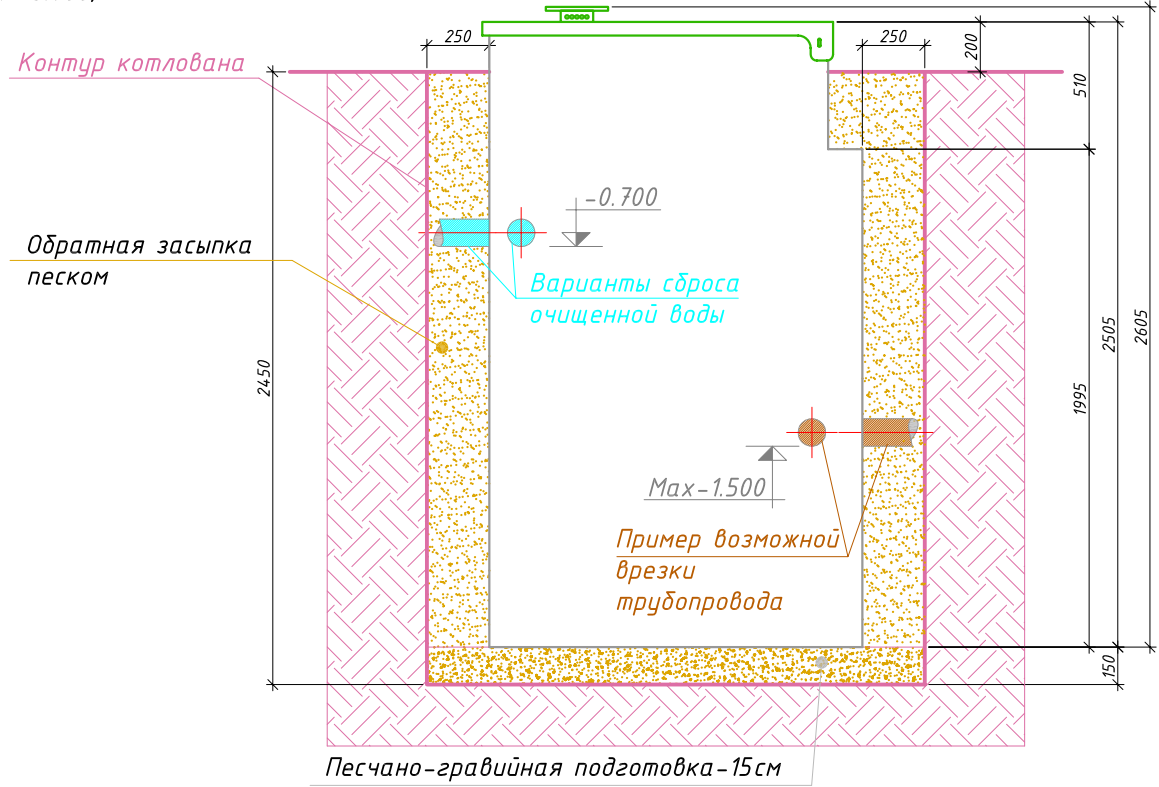 250
250
200
510
Контур котлована
-0.700
Обратная засыпка
песком
Варианты сброса
очищенной воды
2450
1995
2505
2605
Max-1.500
Пример возможной
врезки
трубопровода
150
Песчано-гравийная подготовка-15см